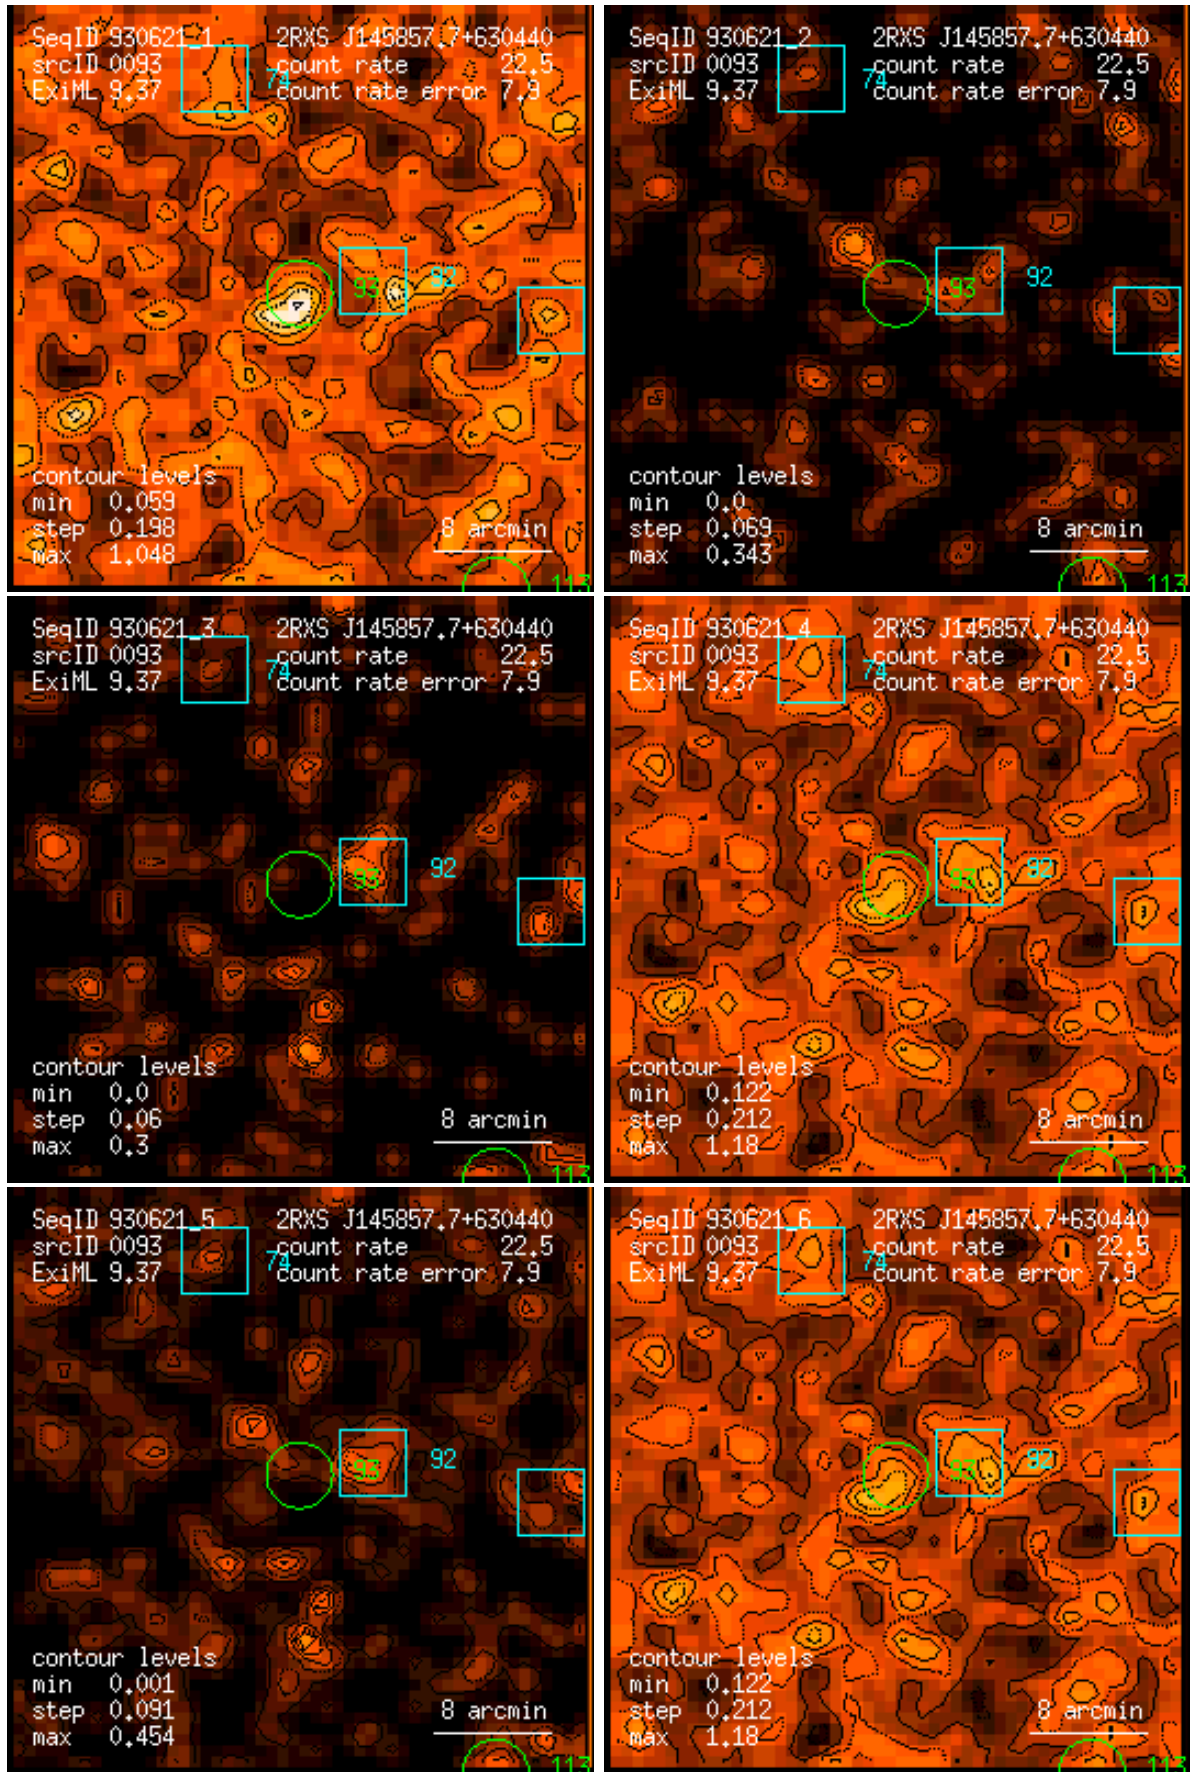 SeqID 930621_1 2RXS J145857.7+630440
srcID 0093 74 count rate 22.5
ExiML 9.37 count rate error 7.9
93 92
contour levels
min 0.059
step 0.198
max 1.048
8 arcmin
113
SeqID 930621_2 2RXS J145857.7+630440
srcID 0093 74 count rate 22.5
ExiML 9.37 count rate error 7.9
93 92
contour levels
min 0.0
step 0.069
max 0.343
8 arcmin
113
SeqID 930621_3 2RXS J145857.7+630440
srcID 0093 74 count rate 22.5
ExiML 9.37 count rate error 7.9
93 92
contour levels
min 0.0
step 0.06
max 0.3
8 arcmin
113
SeqID 930621_4 2RXS J145857.7+630440
srcID 0093 74 count rate 22.5
ExiML 9.37 count rate error 7.9
93 92
contour levels
min 0.122
step 0.212
max 1.18
8 arcmin
113
SeqID 930621_5 2RXS J145857.7+630440
srcID 0093 74 count rate 22.5
ExiML 9.37 count rate error 7.9
93 92
contour levels
min 0.001
step 0.091
max 0.454
8 arcmin
113
SeqID 930621_6 2RXS J145857.7+630440
srcID 0093 74 count rate 22.5
ExiML 9.37 count rate error 7.9
93 92
contour levels
min 0.122
step 0.212
max 1.18
8 arcmin
113